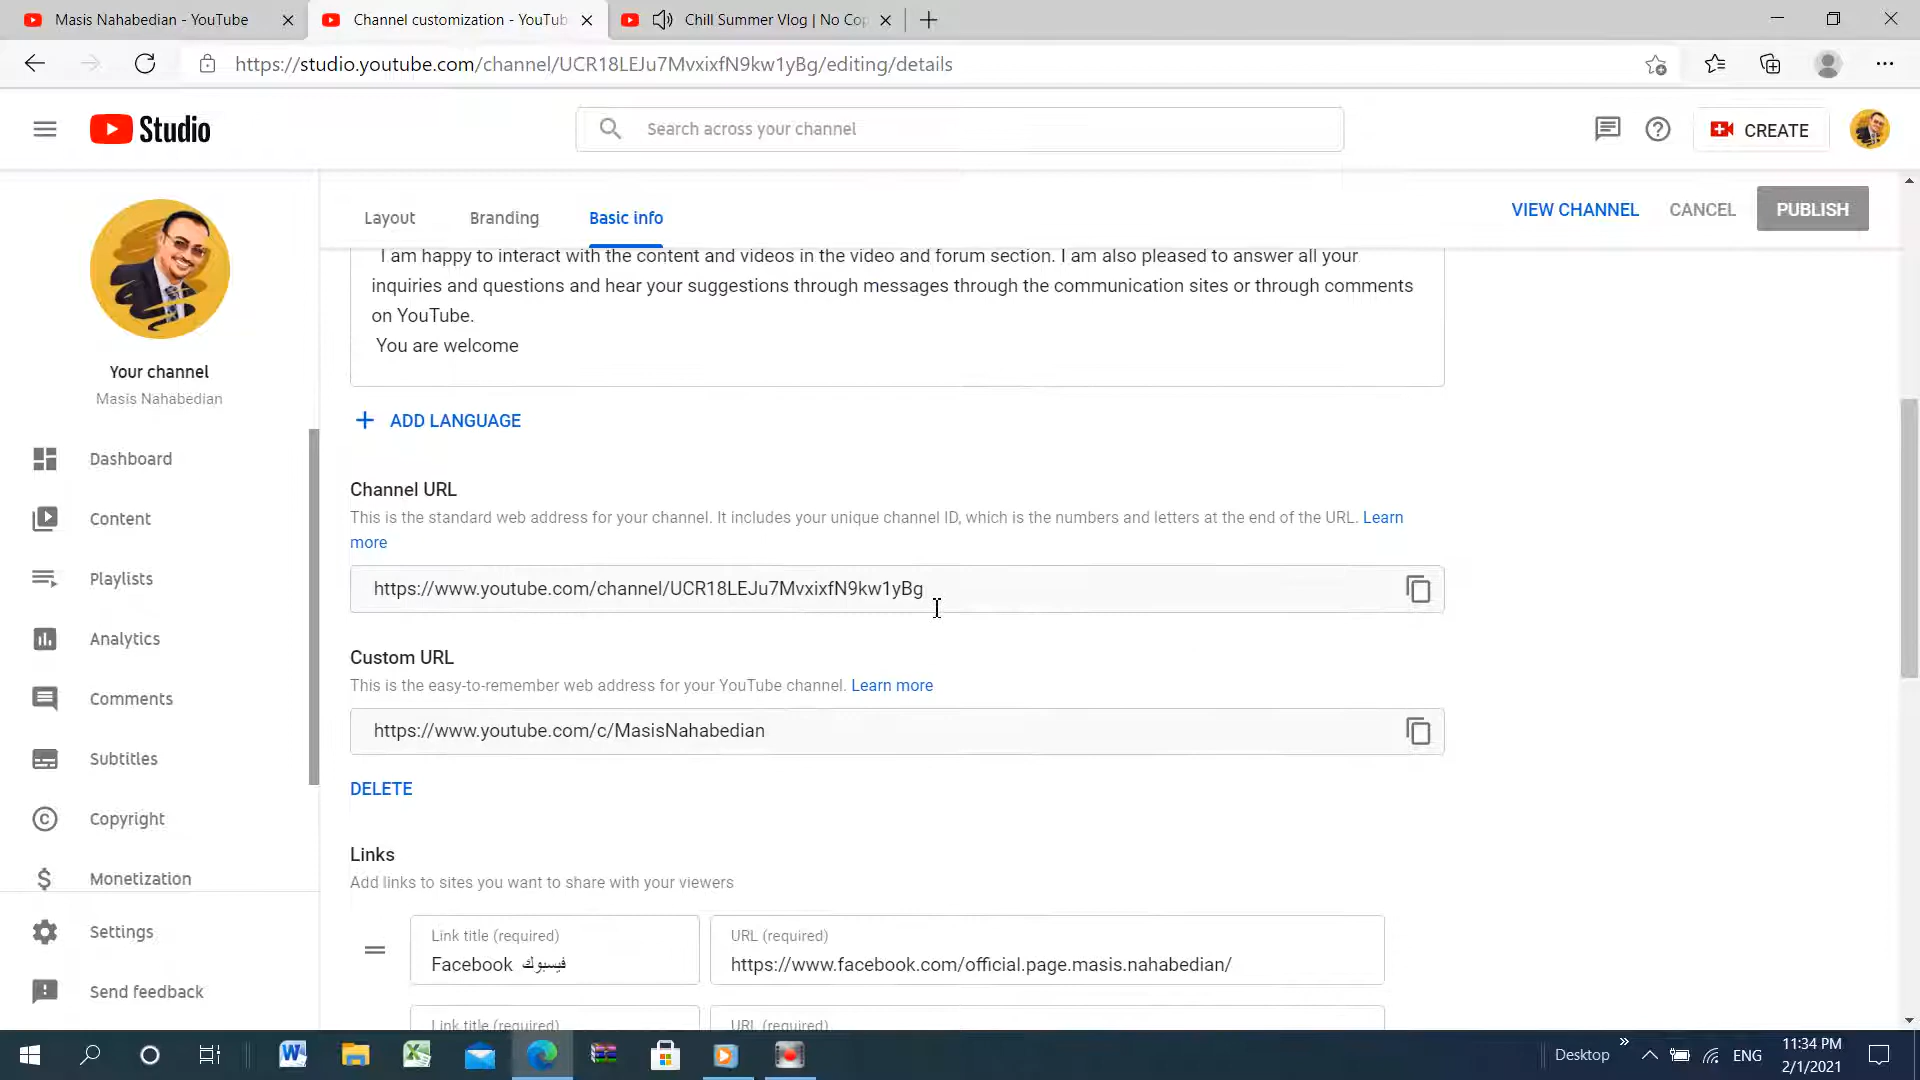 Masis Nahabedian - YouTube
Channel customization - YouTub
Chill Summer Vlog | No Cop
https://studio.youtube.com/channel/UCR18LEJu7MvxixfN9kw1yBg/editing/details
Studio
Search across your channel
CREATE
Your channel
Masis Nahabedian
Dashboard
Content
Playlists
Analytics
Comments
Subtitles
Copyright
Monetization
Settings
Send feedback
Layout
Branding
Basic info
VIEW CHANNEL
CANCEL
PUBLISH
I am happy to interact with the content and videos in the video and forum section. I am also pleased to answer all your
inquiries and questions and hear your suggestions through messages through the communication sites or through comments
on YouTube.
You are welcome
ADD LANGUAGE
Channel URL
This is the standard web address for your channel. It includes your unique channel ID, which is the numbers and letters at the end of the URL. Learn
more
https://www.youtube.com/channel/UCR18LEJu7MvxixfN9kw1yBg
Custom URL
This is the easy-to-remember web address for your YouTube channel. Learn more
https://www.youtube.com/c/MasisNahabedian
DELETE
Links
Add links to sites you want to share with your viewers
Link title (required)
Facebook فيسبوك
URL (required)
https://www.facebook.com/official.page.masis.nahabedian/
Link title (required)
URL (required)
Desktop
ENG
11:34 PM
2/1/2021